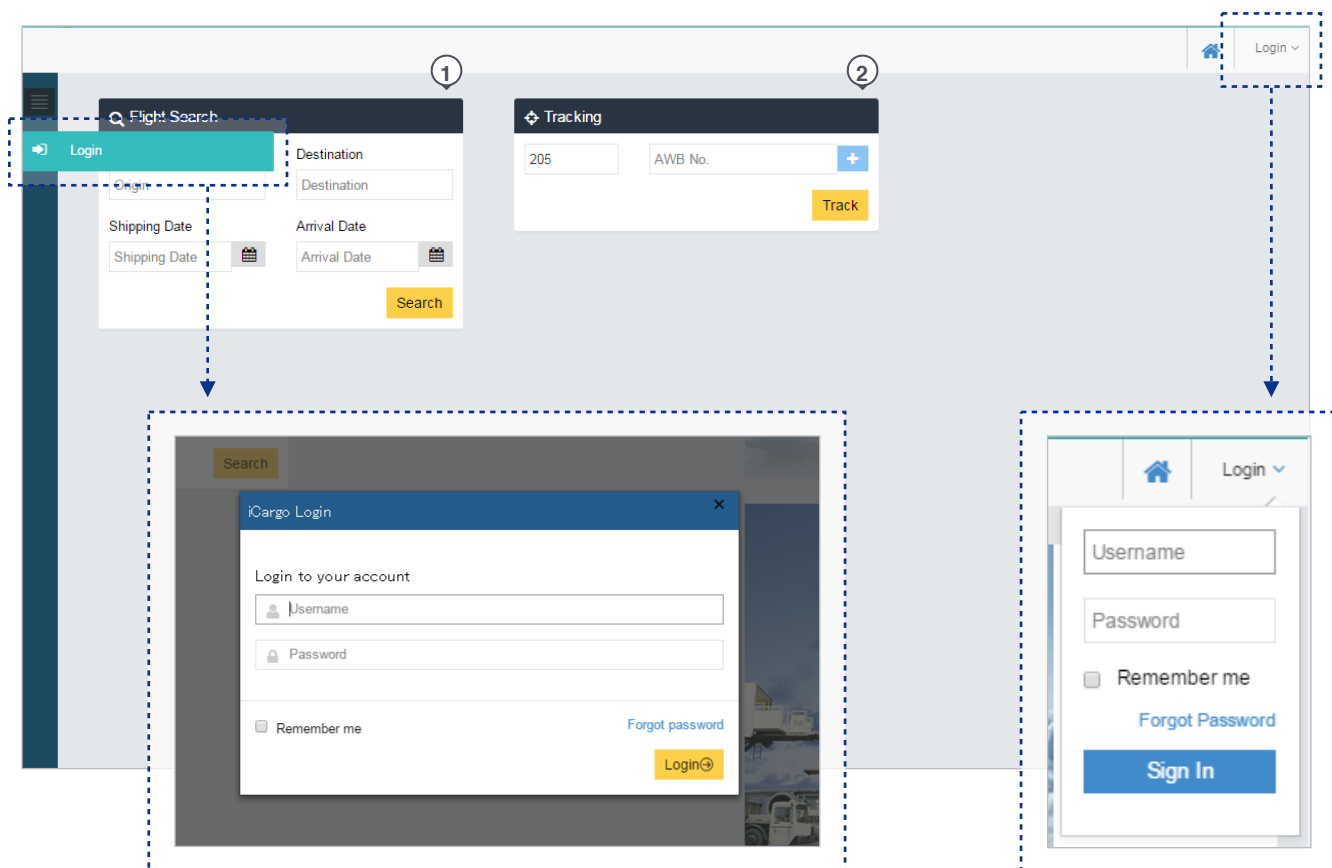 Login
1
2
Flight Search
Tracking
Login
Destination
Origin
Destination
205
AWB No.
Track
Shipping Date
Arrival Date
Shipping Date
Arrival Date
Search
Search
iCargo Login
×
Login to your account
Username
Password
Remember me
Forgot password
Login
Login
Username
Password
Remember me
Forgot Password
Sign In